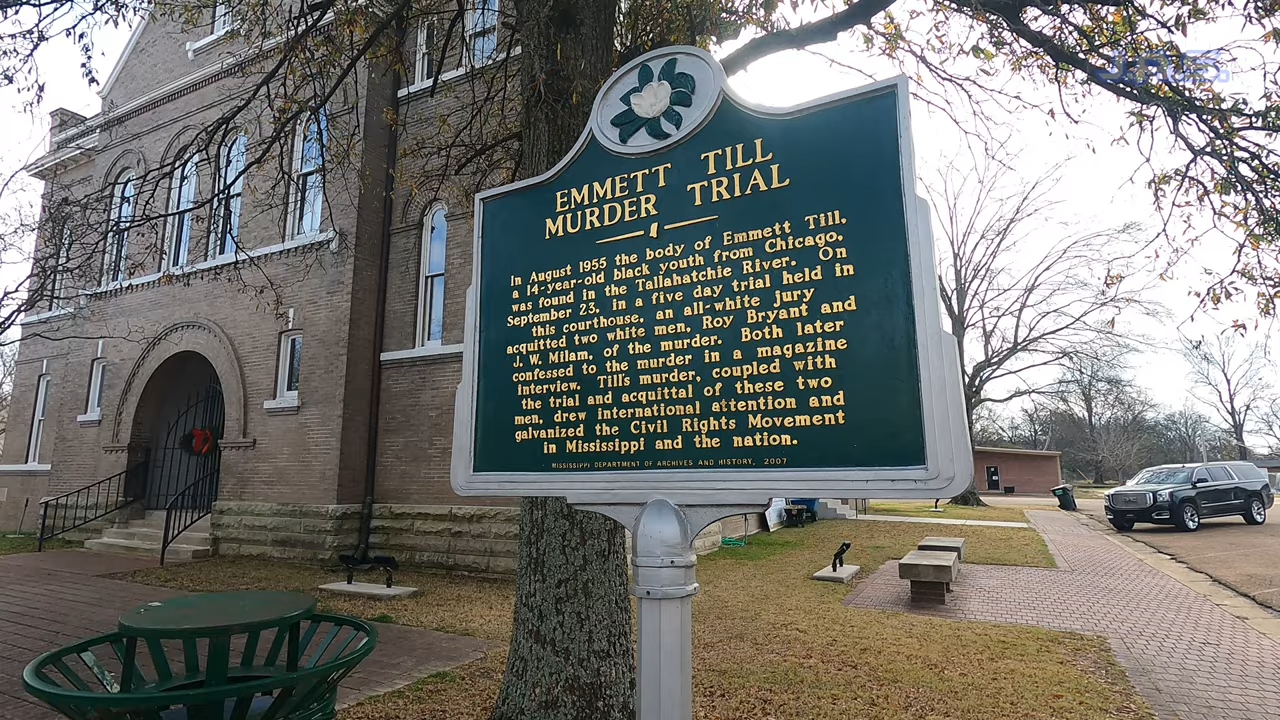 EMMETT TILL
MURDER TRIAL
In August 1955 the body of Emmett Till,
a 14-year-old black youth from Chicago,
was found in the Tallahatchie River. On
September 23, in a five day trial held in
this courthouse, an all-white jury
acquitted two white men, Roy Bryant and
J. W. Milam, of the murder. Both later
confessed to the murder in a magazine
interview. Till's murder, coupled with
the trial and acquittal of these two
men, drew international attention and
galvanized the Civil Rights Movement
in Mississippi and the nation.
MISSISSIPPI DEPARTMENT OF ARCHIVES AND HISTORY, 2007